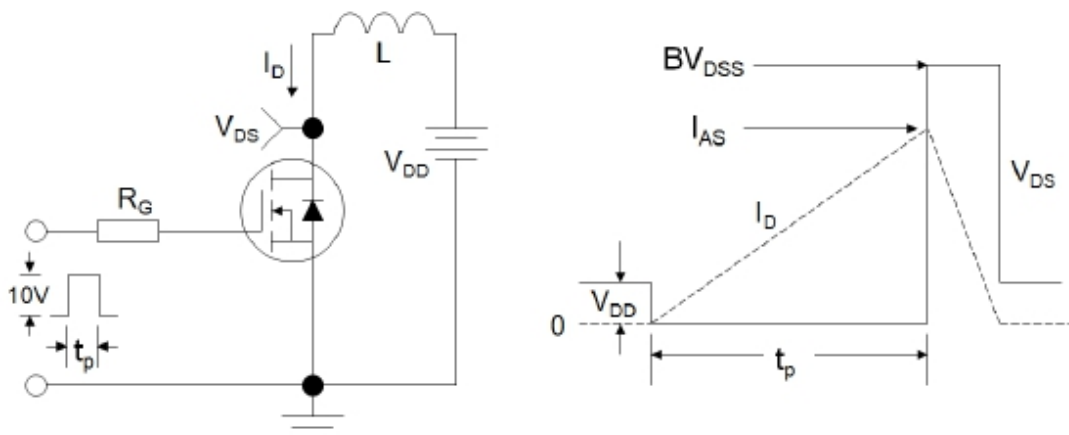 L
I_D
V_DS
V_DD
R_G
10V
t_p
BV_DSS
I_AS
V_DS
I_D
V_DD
0
t_p